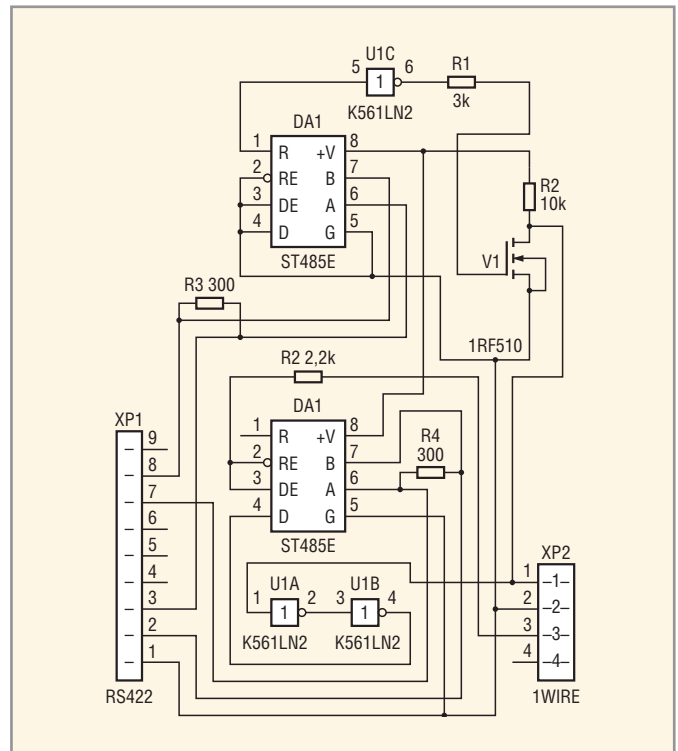 U1C
5 1 6
K561LN2
R1
3k
DA1
1 R +V 8
2 RE B 7
3 DE A 6
4 D G 5
ST485E
R2
10k
V1
1RF510
R3 300
R2 2,2k
DA1
1 R +V 8
2 RE B 7
3 DE A 6
4 D G 5
ST485E
R4
300
XP1
9 –
8 –
7 –
6 –
5 –
4 –
3 –
2 –
1 –
RS422
U1A
1 1 2
K561LN2
U1B
3 1 4
K561LN2
XP2
1 –1–
2 –2–
3 –3–
4 –4–
1WIRE